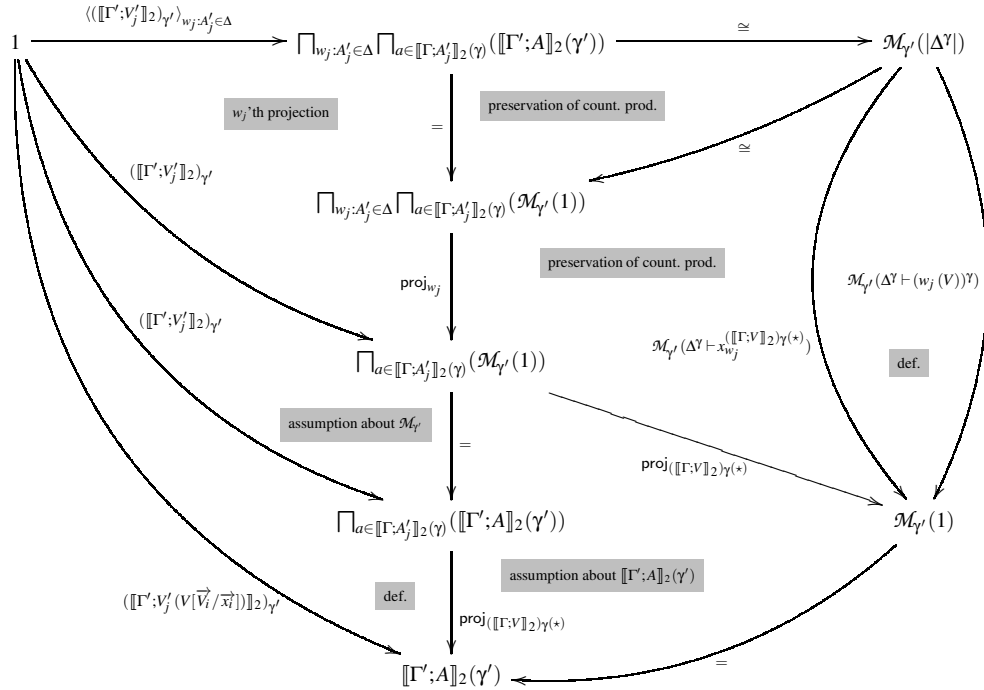 ⟨(⟦Γ′;V′_j⟧₂)_γ′⟩_{w_j:A′_j∈Δ}
1
∏_{w_j:A′_j∈Δ} ∏_{a∈⟦Γ;A′_j⟧₂(γ)}(⟦Γ′;A⟧₂(γ′))
≅
ℳ_γ′(|Δ^γ|)
w_j'th projection
preservation of count. prod.
=
≅
(⟦Γ′;V′_j⟧₂)_γ′
∏_{w_j:A′_j∈Δ} ∏_{a∈⟦Γ;A′_j⟧₂(γ)}(ℳ_γ′(1))
preservation of count. prod.
proj_{w_j}
ℳ_γ′(Δ^γ ⊢ (w_j (V))^γ)
(⟦Γ′;V′_j⟧₂)_γ′
ℳ_γ′(Δ^γ ⊢ x_{w_j}^{(⟦Γ;V⟧₂)_γ(⋆)})
∏_{a∈⟦Γ;A′_j⟧₂(γ)}(ℳ_γ′(1))
def.
assumption about ℳ_γ′
=
proj_{(⟦Γ;V⟧₂)_γ(⋆)}
∏_{a∈⟦Γ;A′_j⟧₂(γ)}(⟦Γ′;A⟧₂(γ′))
ℳ_γ′(1)
assumption about ⟦Γ′;A⟧₂(γ′)
(⟦Γ′;V′_j (V[V⃗_i/x⃗_i])⟧₂)_γ′
def.
proj_{(⟦Γ;V⟧₂)_γ(⋆)}
⟦Γ′;A⟧₂(γ′)
=